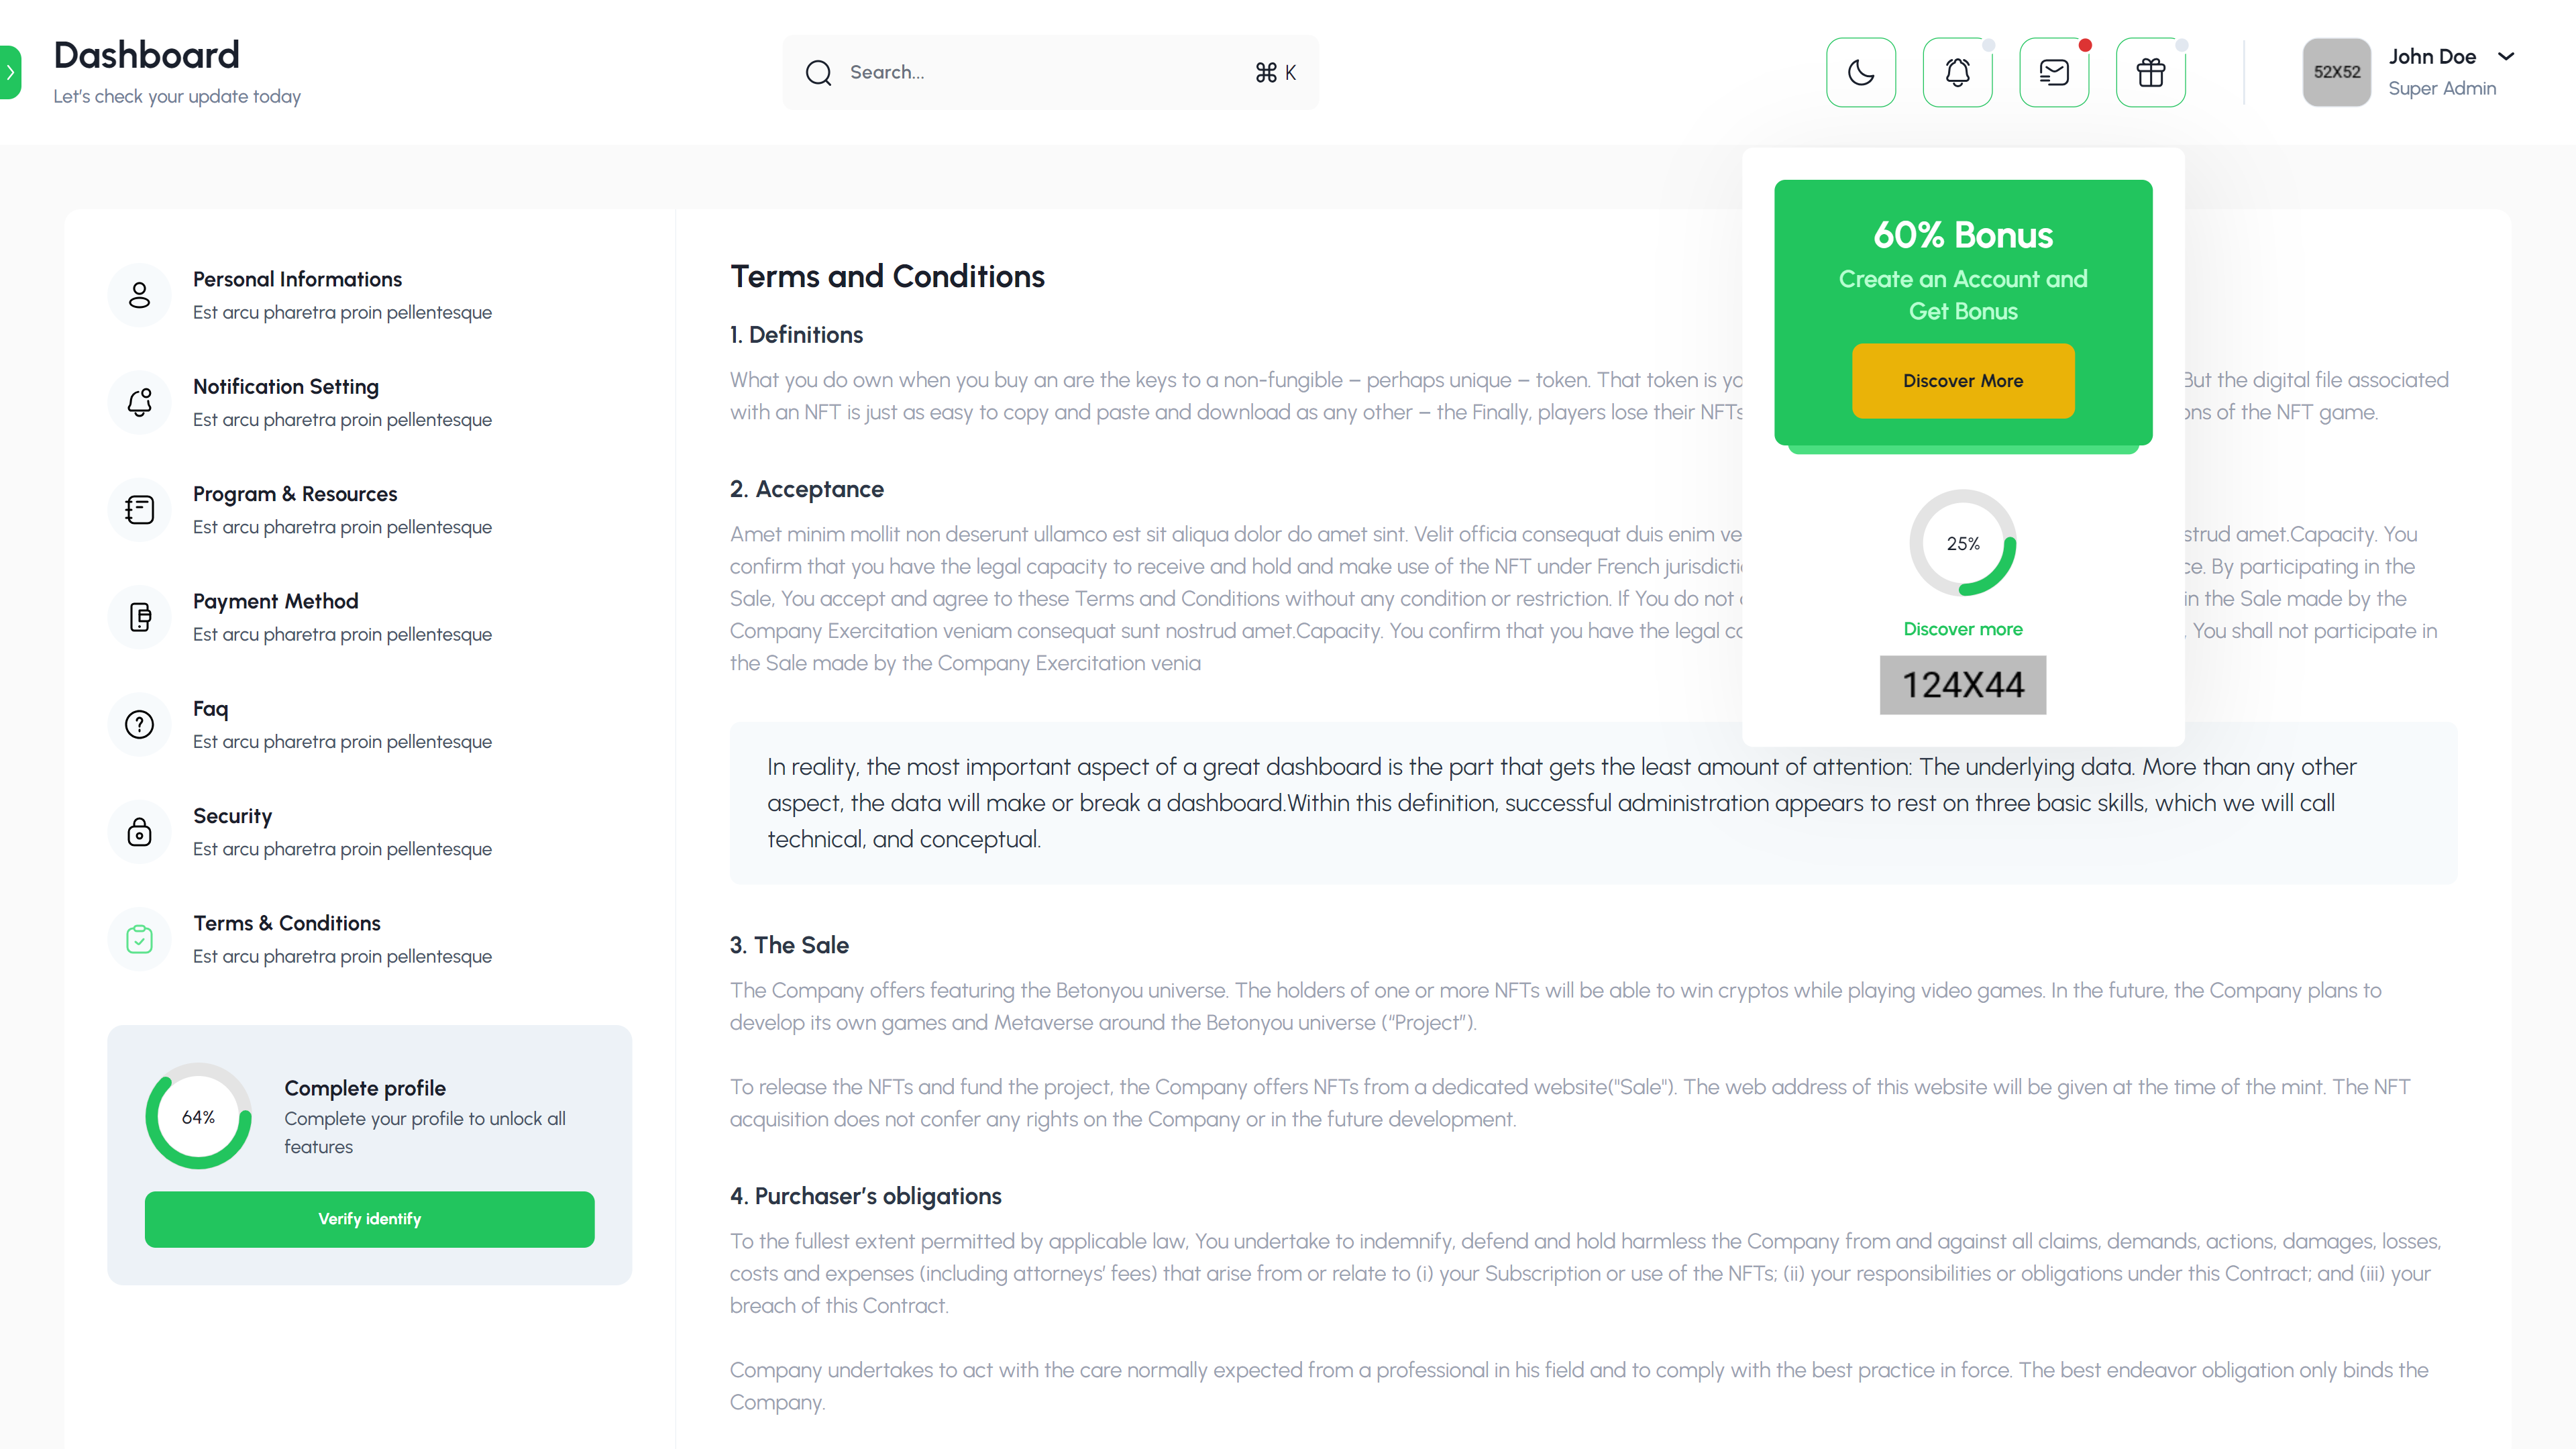 Dashboard
Let's check your update today
Search...
⌘ K
52X52
John Doe
Super Admin
Personal Informations
Est arcu pharetra proin pellentesque
Notification Setting
Est arcu pharetra proin pellentesque
Program & Resources
Est arcu pharetra proin pellentesque
Payment Method
Est arcu pharetra proin pellentesque
Faq
Est arcu pharetra proin pellentesque
Security
Est arcu pharetra proin pellentesque
Terms & Conditions
Est arcu pharetra proin pellentesque
64%
Complete profile
Complete your profile to unlock all
features
Verify identify
Terms and Conditions
1. Definitions
What you do own when you buy an are the keys to a non-fungible – perhaps unique – token. That token is But the digital file associated
with an NFT is just as easy to copy and paste and download as any other – the Finally, players lose their NFTs of the NFT game.
2. Acceptance
Amet minim mollit non deserunt ullamco est sit aliqua dolor do amet sint. Velit officia consequat duis enim amet.Capacity. You
confirm that you have the legal capacity to receive and hold and make use of the NFT under French By participating in the
Sale, You accept and agree to these Terms and Conditions without any condition or restriction. If You do not in the Sale made by the
Company Exercitation veniam consequat sunt nostrud amet.Capacity. You confirm that you have the legal You shall not participate in
the Sale made by the Company Exercitation venia
In reality, the most important aspect of a great dashboard is the part that gets the least amount of attention: The underlying data. More than any other
aspect, the data will make or break a dashboard.Within this definition, successful administration appears to rest on three basic skills, which we will call
technical, and conceptual.
3. The Sale
The Company offers featuring the Betonyou universe. The holders of one or more NFTs will be able to win cryptos while playing video games. In the future, the Company plans to
develop its own games and Metaverse around the Betonyou universe (“Project”).
To release the NFTs and fund the project, the Company offers NFTs from a dedicated website("Sale"). The web address of this website will be given at the time of the mint. The NFT
acquisition does not confer any rights on the Company or in the future development.
4. Purchaser’s obligations
To the fullest extent permitted by applicable law, You undertake to indemnify, defend and hold harmless the Company from and against all claims, demands, actions, damages, losses,
costs and expenses (including attorneys’ fees) that arise from or relate to (i) your Subscription or use of the NFTs; (ii) your responsibilities or obligations under this Contract; and (iii) your
breach of this Contract.
Company undertakes to act with the care normally expected from a professional in his field and to comply with the best practice in force. The best endeavor obligation only binds the
Company.
60% Bonus
Create an Account and
Get Bonus
Discover More
25%
Discover more
124X44